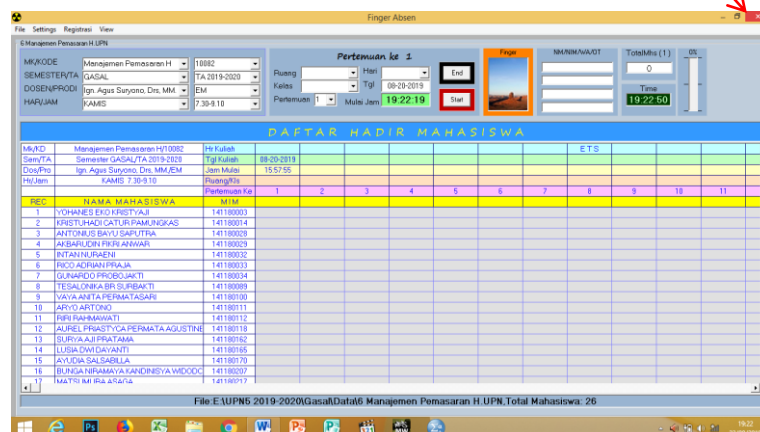 Finger Absen
File Settings Registrasi View
6 Manajemen Pemasaran H.UPN
MK/KODE Manajemen Pemasaran H 10082
SEMESTER/TA GASAL TA 2019-2020
DOSEN/PRODI Ign. Agus Suryono, Drs, MM. EM
HARI/JAM KAMIS 7.30-9.10
Pertemuan ke 1
Ruang Hari
Kelas Tgl 08-20-2019
Pertemuan 1 Mulai Jam 19:22:19
End
Start
Finger
NM/NIM/WA/OT
TotalMhs ( 1 ) 0%
0
Time
19:22:50
DAFTAR HADIR MAHASISWA
Mk/KD Manajemen Pemasaran H/10082 Hr Kuliah ETS
Sem/TA Semester GASAL/TA 2019-2020 Tgl Kuliah 08-20-2019
Dos/Pro Ign. Agus Suryono, Drs, MM./EM Jam Mulai 15:57:55
Hr/Jam KAMIS 7.30-9.10 Ruang/Kls
Pertemuan Ke 1 2 3 4 5 6 7 8 9 10 11
REC NAMA MAHASISWA MIM
1 YOHANES EKO KRISTYAJI 141180003
2 KRISTUHADI CATUR PAMUNGKAS 141180014
3 ANTONIUS BAYU SAPUTRA 141180028
4 AKBARUDIN FIKRI ANWAR 141180029
5 INTAN NURAENI 141180032
6 RICO ADRIAN PRAJA 141180033
7 GUNARDO PROBOJAKTI 141180034
8 TESALONIKA BR SURBAKTI 141180089
9 VAYA ANITA PERMATASARI 141180100
10 ARYO ARTONO 141180111
11 RIRI RAHMAWATI 141180112
12 AUREL PRIASTYCA PERMATA AGUSTINE 141180118
13 SURYA AJI PRATAMA 141180162
14 LUSIA DWI DAYANTI 141180165
15 AYUDIA SALSABILLA 141180170
16 BUNGA NIRAMAYA KANDINISYA WIDODO 141180207
17 MATSUMURA ASAGA 141180217
File:E:\UPN5 2019-2020\Gasal\Data\6 Manajemen Pemasaran H.UPN,Total Mahasiswa: 26
19:22